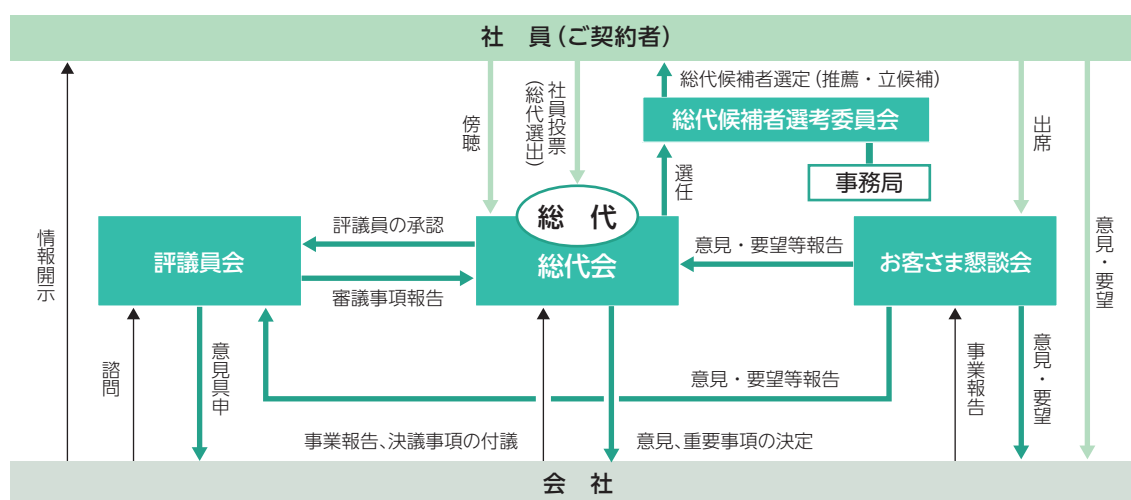 社　員（ご契約者）
総代候補者選定（推薦・立候補）
総代候補者選考委員会
事務局
傍聴
社員投票
（総代選出）
選任
出席
総　代
情報開示
評議員会
評議員の承認
審議事項報告
総代会
意見・要望等報告
お客さま懇談会
意見・要望
諮問
意見具申
意見・要望等報告
事業報告
意見・要望
事業報告、決議事項の付議
意見、重要事項の決定
会　社